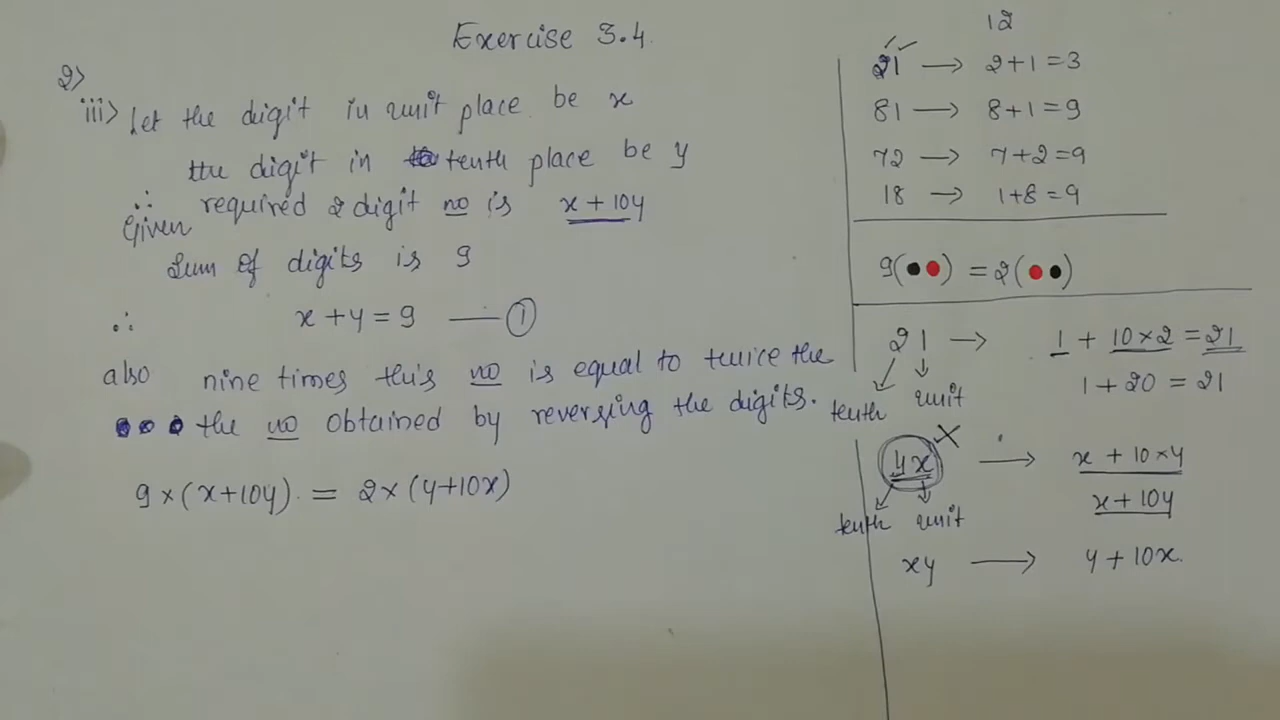 Exercise 3.4.
2>
iii> Let the digit in unit place be x
the digit in tenth place be y
∴ required 2 digit no is x + 10y
Given
Sum of digits is 9
∴ x + y = 9 —— ①
also nine times this no is equal to twice the
the no obtained by reversing the digits.
9 × (x+10y) = 2 × (y+10x)
12
21 → 2+1=3
81 → 8+1=9
72 → 7+2=9
18 → 1+8=9
9(●●) = 2(●●)
21 → 1 + 10×2 = 21
1 + 20 = 21
tenth unit
yx → x + 10×y
x + 10y
tenth unit
xy → y + 10x.